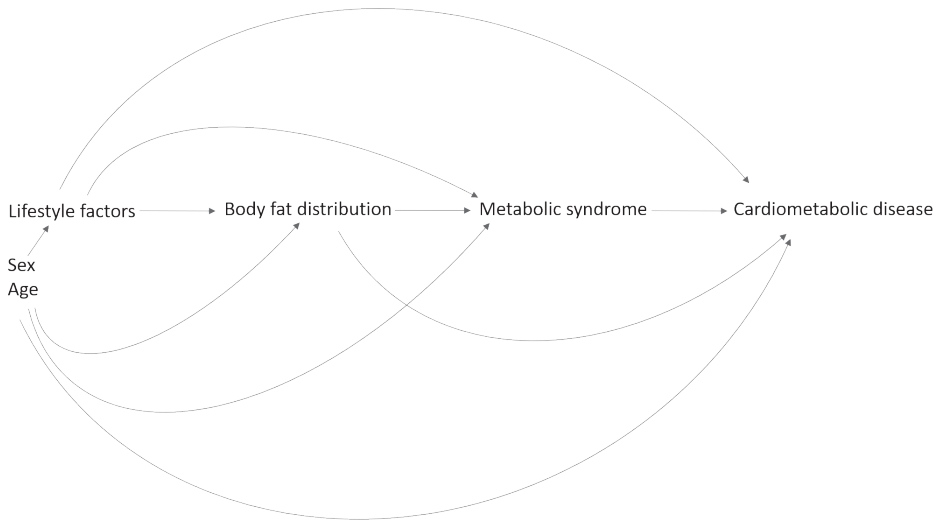 Lifestyle factors
Body fat distribution
Metabolic syndrome
Cardiometabolic disease
Sex
Age